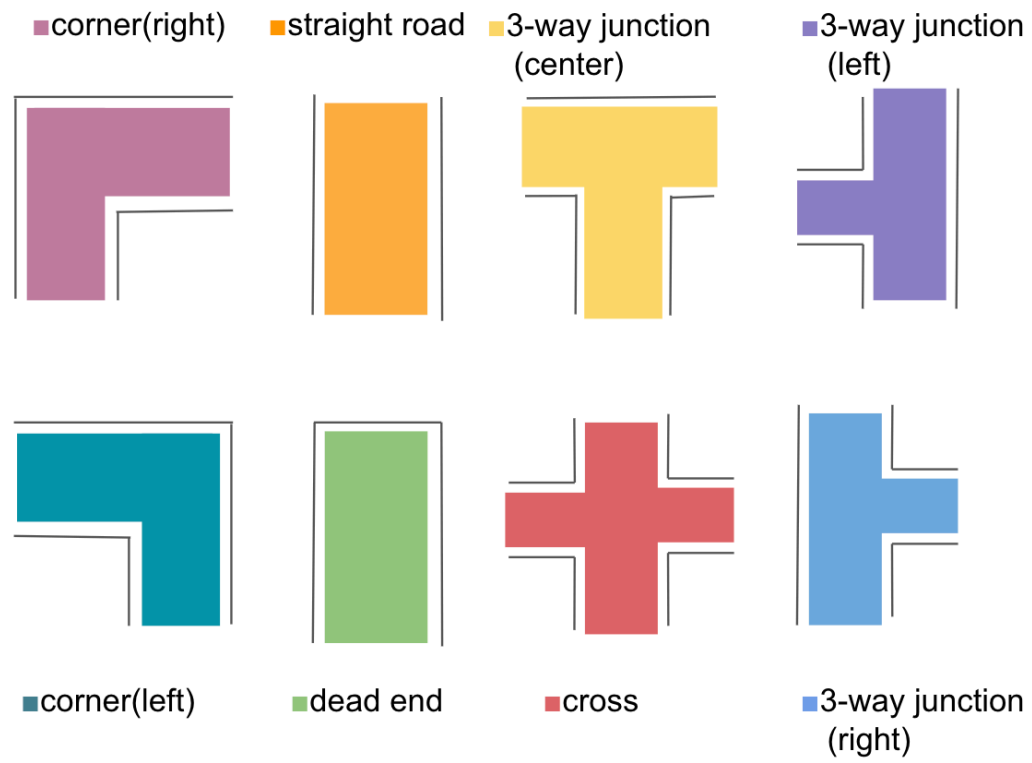 corner(right)
straight road
3-way junction
(center)
3-way junction
(left)
corner(left)
dead end
cross
3-way junction
(right)